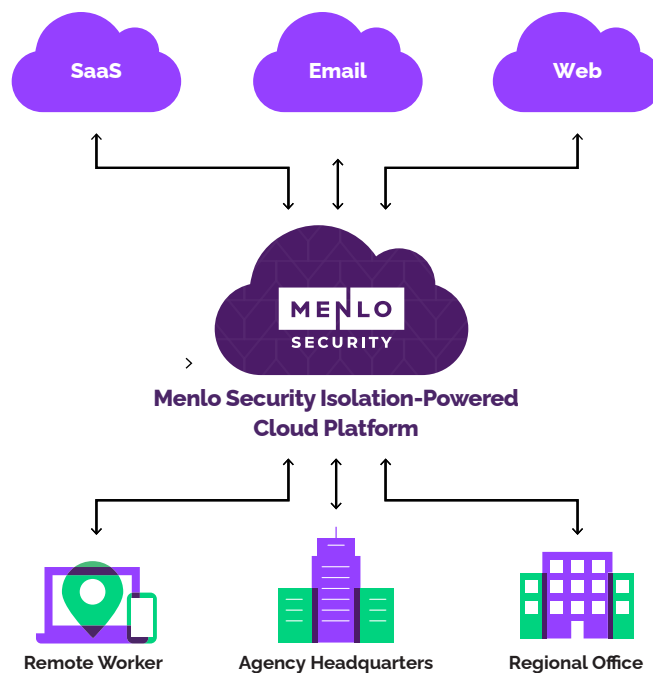 SaaS
Email
Web
MENLO
SECURITY
Menlo Security Isolation-Powered
Cloud Platform
Remote Worker
Agency Headquarters
Regional Office